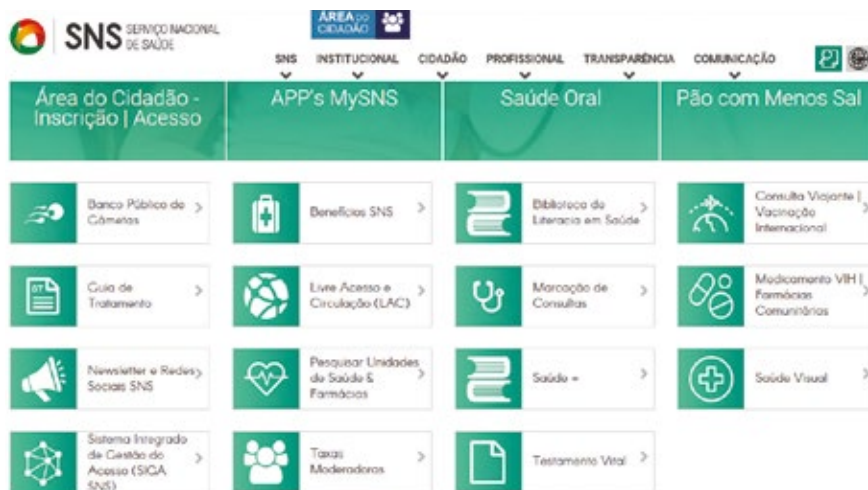 SNS SERVIÇO NACIONAL
DE SAÚDE
ÁREA DO
CIDADÃO
SNS INSTITUCIONAL CIDADÃO PROFISSIONAL TRANSPARÊNCIA COMUNICAÇÃO
Área do Cidadão -
Inscrição | Acesso
APP's MySNS
Saúde Oral
Pão com Menos Sal
Banco Público de
Gâmetas
Benefícios SNS
Biblioteca de
Literacia em Saúde
Consulta Viajante |
Vacinação
Internacional
GT
Guia de
Tratamento
Livre Acesso e
Circulação (LAC)
Marcação de
Consultas
Medicamento VIH |
Farmácias
Comunitárias
Newsletter e Redes
Sociais SNS
Pesquisar Unidades
de Saúde &
Farmácias
Saúde +
Saúde Visual
Sistema Integrado
de Gestão do
Acesso (SIGA
SNS)
Taxas
Moderadoras
Testamento Vital